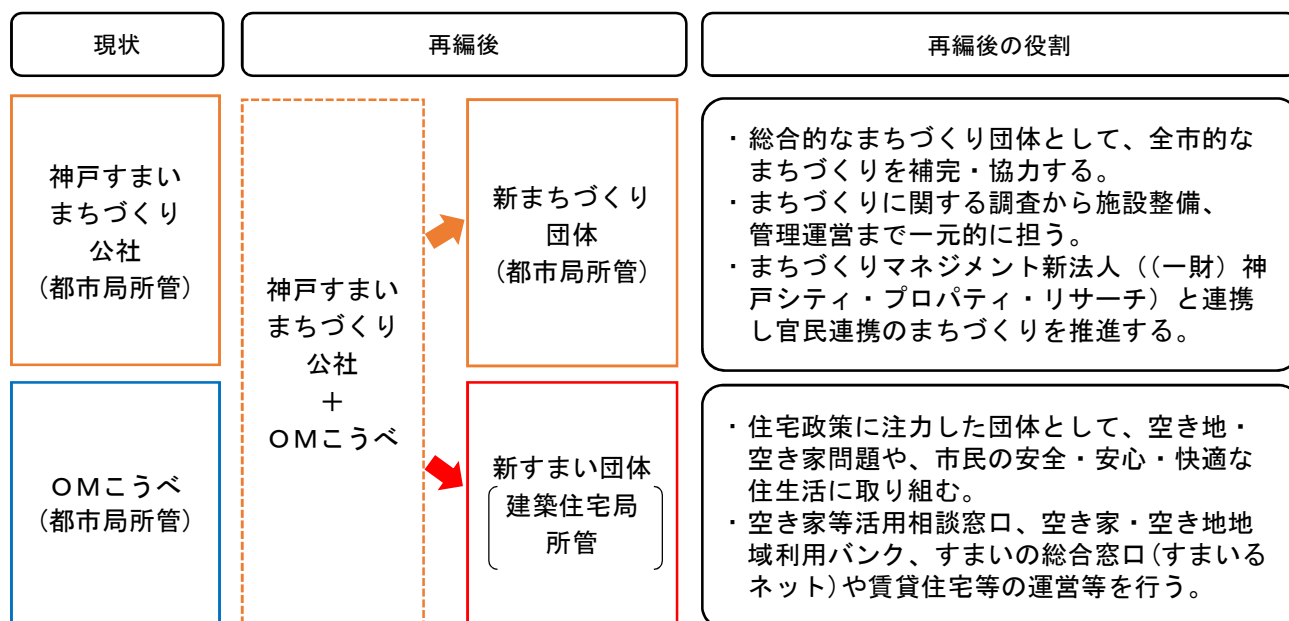 現状
再編後
再編後の役割
神戸すまい
まちづくり
公社
(都市局所管)
OMこうべ
(都市局所管)
神戸すまい
まちづくり
公社
+
OMこうべ
新まちづくり
団体
(都市局所管)
新すまい団体
建築住宅局
所管
・総合的なまちづくり団体として、全市的な
まちづくりを補完・協力する。
・まちづくりに関する調査から施設整備、
管理運営まで一元的に担う。
・まちづくりマネジメント新法人((一財)神
戸シティ・プロパティ・リサーチ)と連携
し官民連携のまちづくりを推進する。
・住宅政策に注力した団体として、空き地・
空き家問題や、市民の安全・安心・快適な
住生活に取り組む。
・空き家等活用相談窓口、空き家・空き地地
域利用バンク、すまいの総合窓口(すまいる
ネット)や賃貸住宅等の運営等を行う。